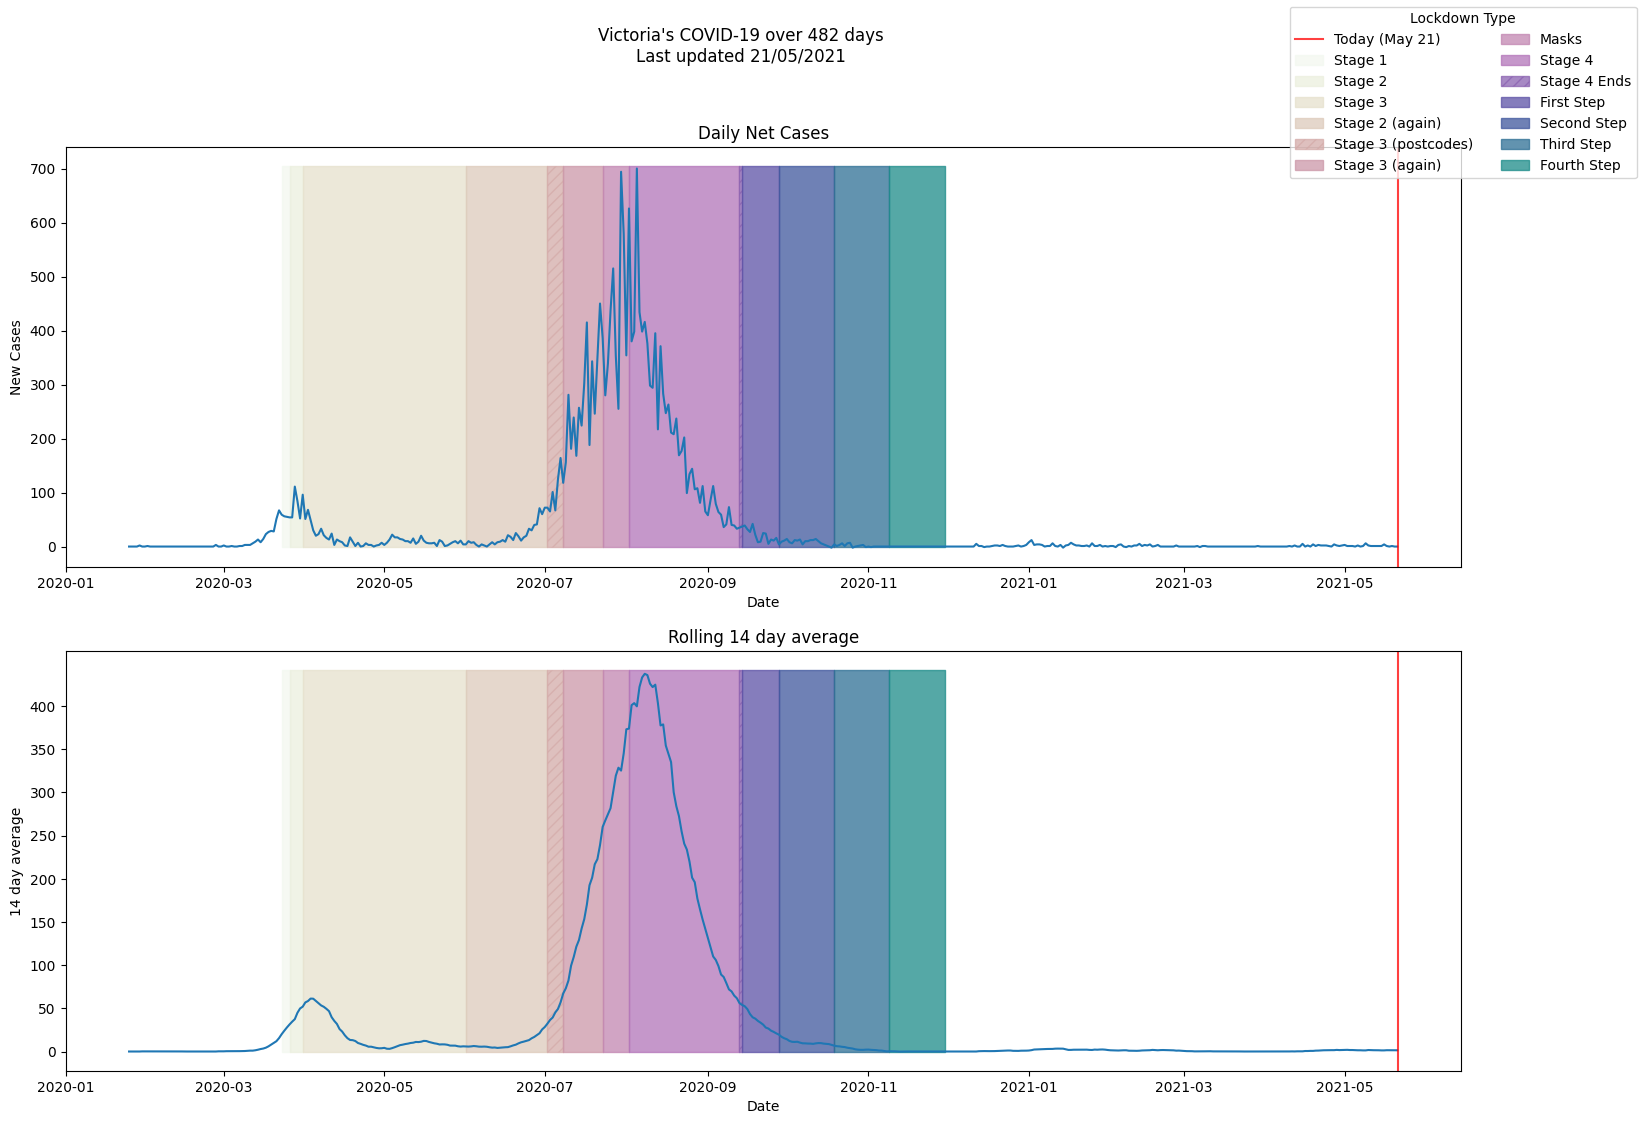 Victoria's COVID-19 over 482 days
Last updated 21/05/2021
Lockdown Type
Today (May 21)
Stage 1
Stage 2
Stage 3
Stage 2 (again)
Stage 3 (postcodes)
Stage 3 (again)
Masks
Stage 4
Stage 4 Ends
First Step
Second Step
Third Step
Fourth Step
Daily Net Cases
New Cases
700
600
500
400
300
200
100
0
2020-01
2020-03
2020-05
2020-07
2020-09
2020-11
2021-01
2021-03
2021-05
Date
Rolling 14 day average
14 day average
400
350
300
250
200
150
100
50
0
2020-01
2020-03
2020-05
2020-07
2020-09
2020-11
2021-01
2021-03
2021-05
Date